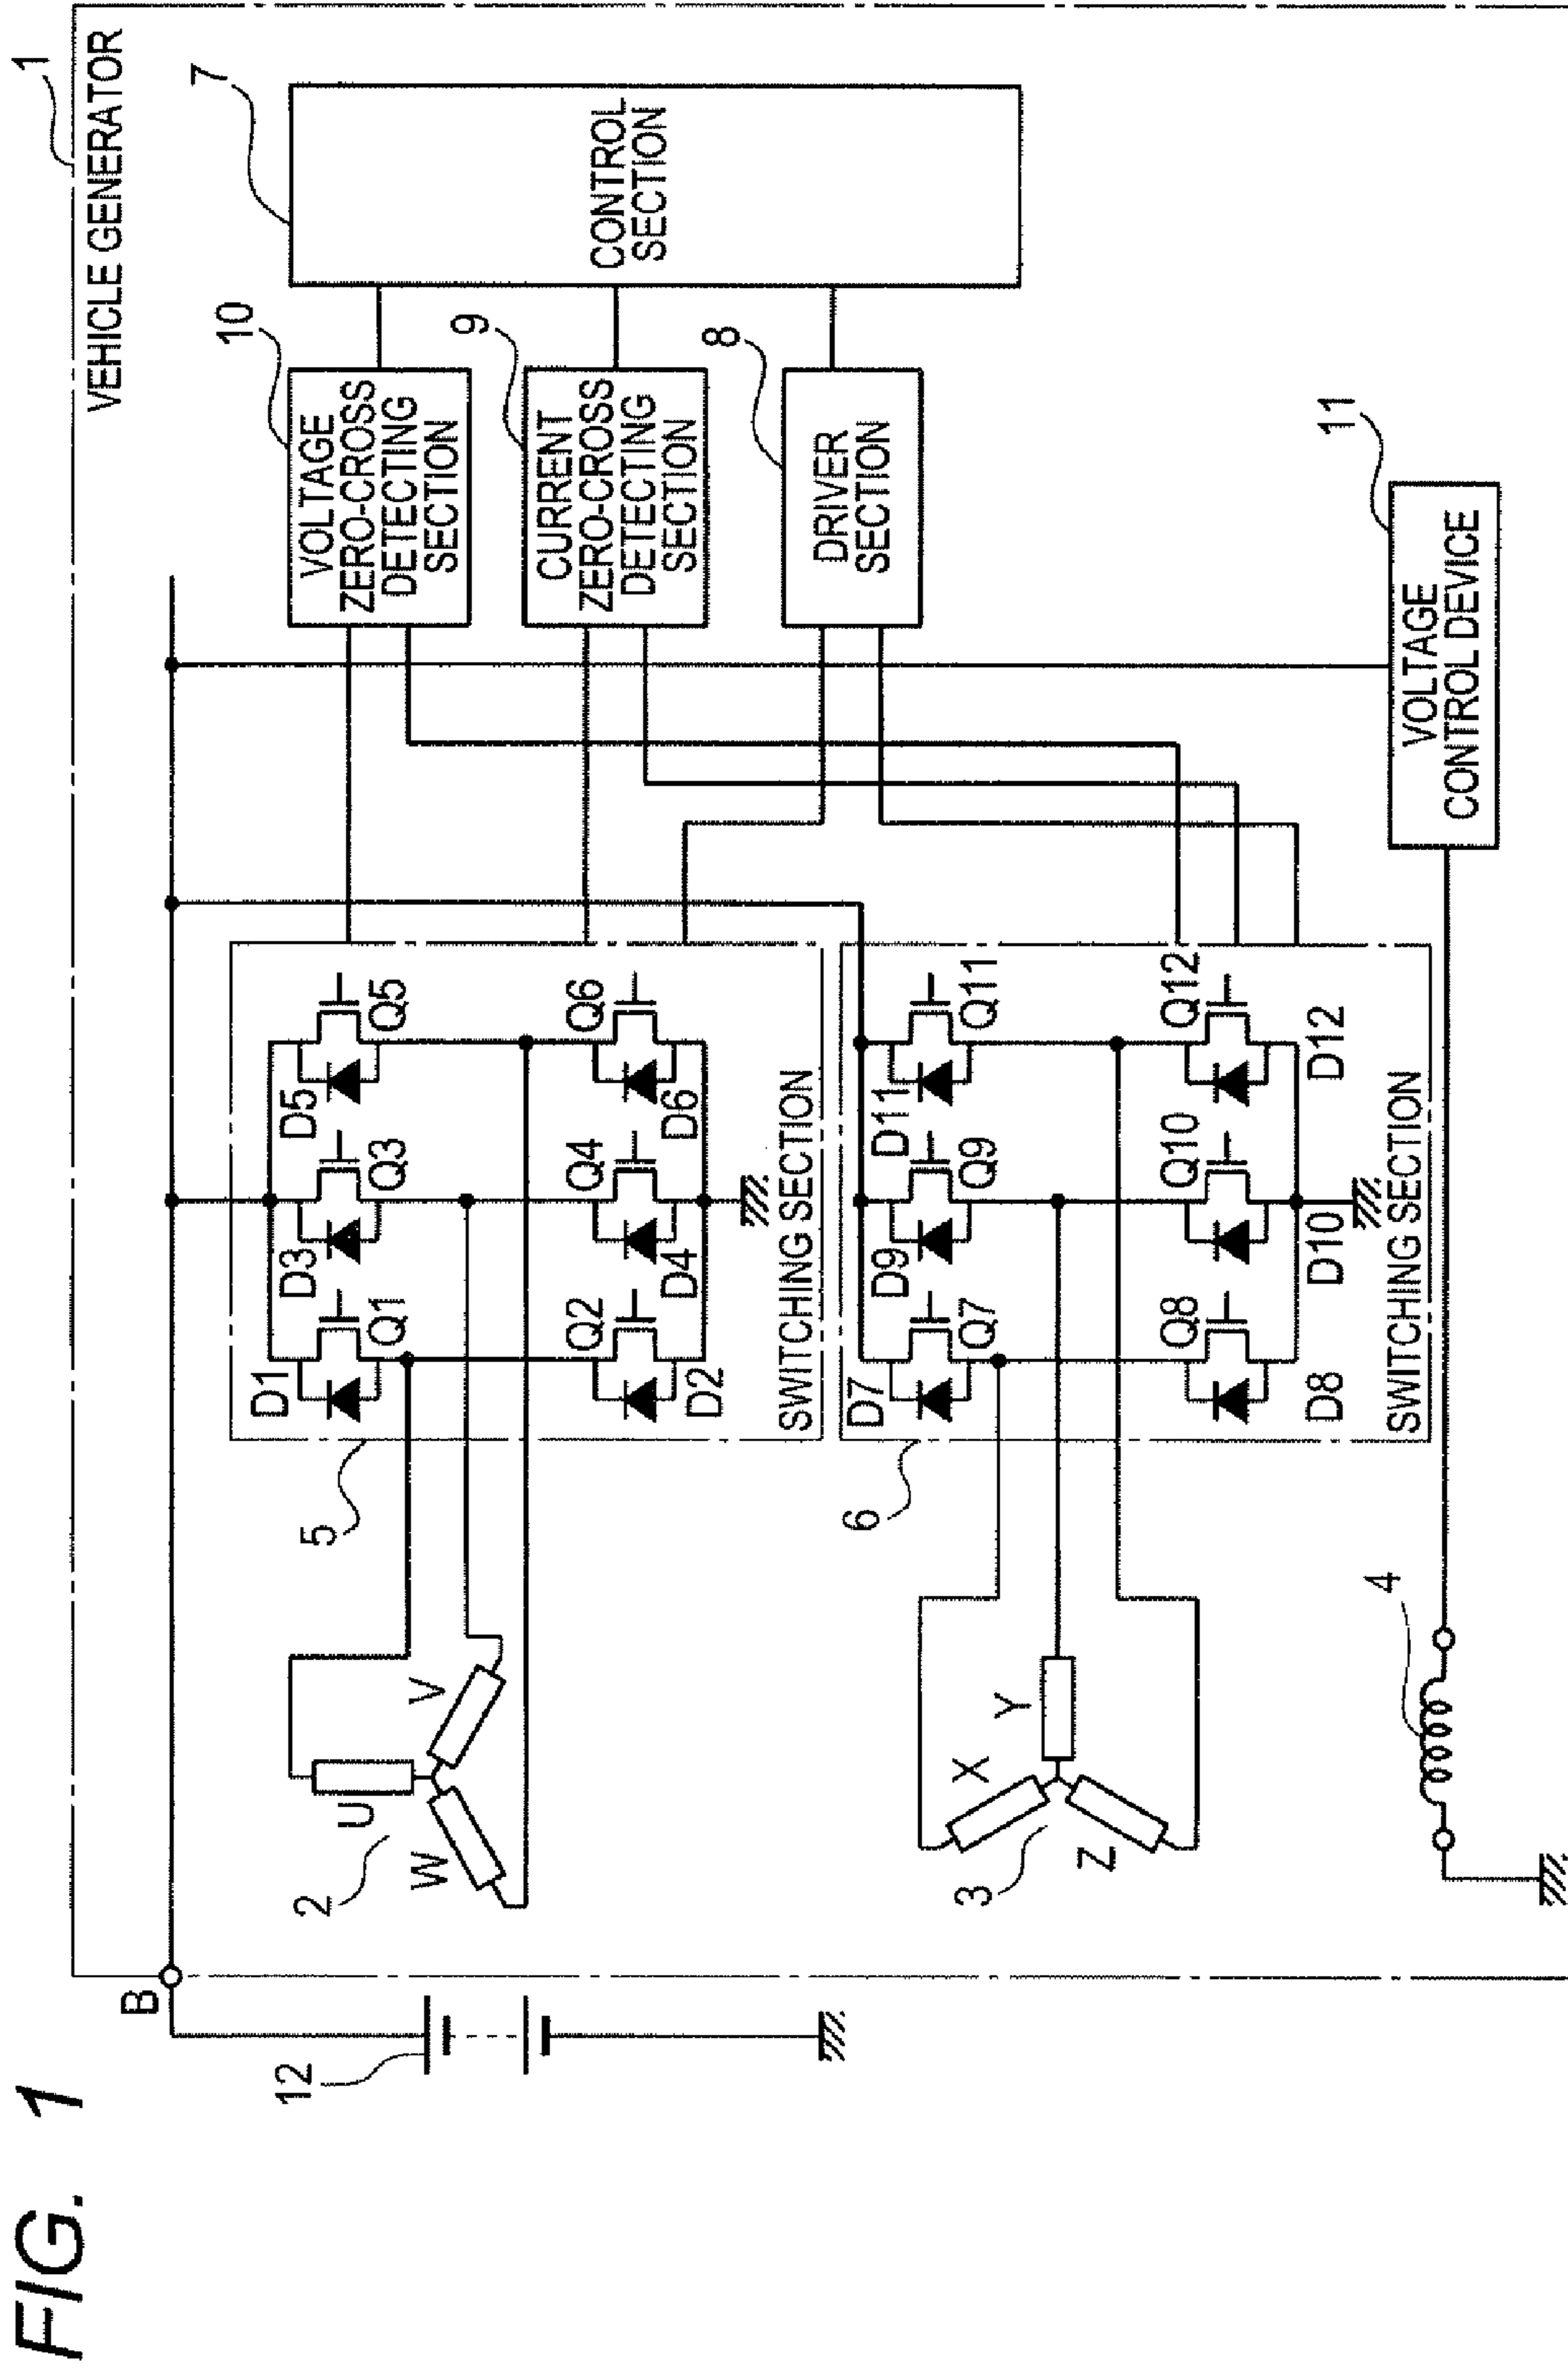 FIG. 1
1
VEHICLE GENERATOR
B
12
2
U
V
W
5
D1
Q1
D3
Q3
D5
Q5
Q2
D2
Q4
D4
Q6
D6
SWITCHING SECTION
10
VOLTAGE
ZERO-CROSS
DETECTING
SECTION
9
CURRENT
ZERO-CROSS
DETECTING
SECTION
8
DRIVER
SECTION
7
CONTROL
SECTION
3
X
Y
Z
6
D7
Q7
D9
Q9
D11
Q11
Q8
D8
Q10
D10
Q12
D12
SWITCHING SECTION
4
11
VOLTAGE
CONTROL DEVICE